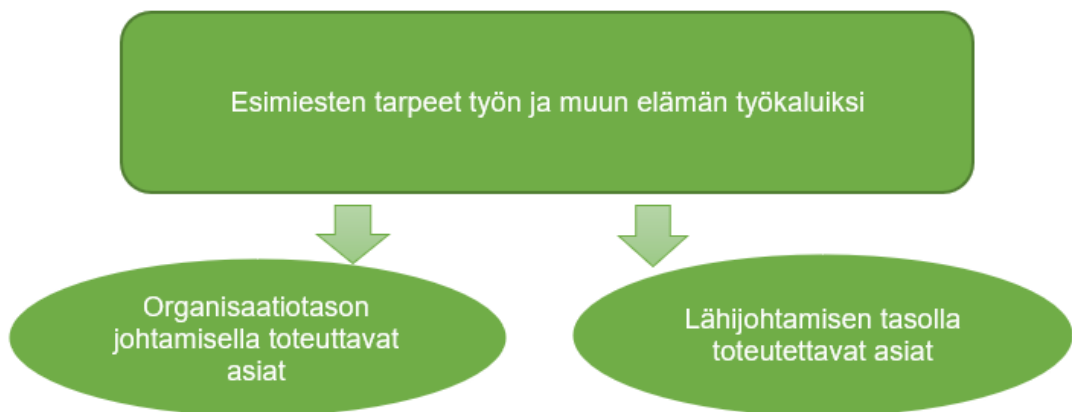 Esimiesten tarpeet työn ja muun elämän työkaluiksi
Organisaatiotason
johtamisella toteuttavat
asiat
Lähijohtamisen tasolla
toteutettavat asiat